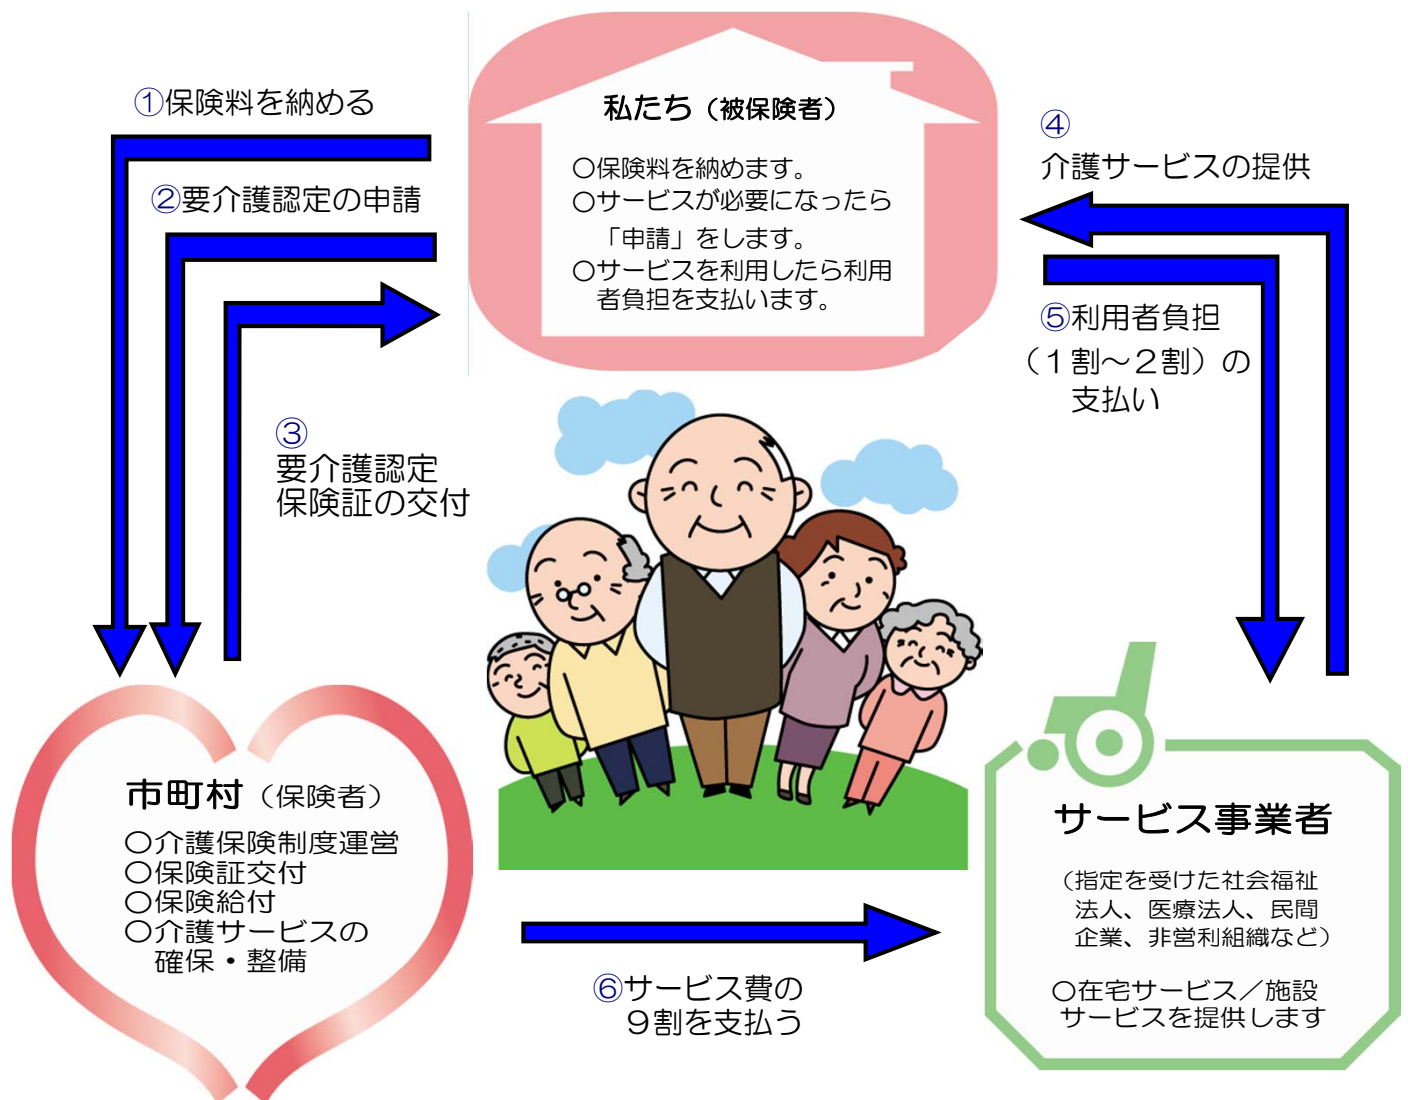 ①保険料を納める
②要介護認定の申請
③
要介護認定
保険証の交付
私たち（被保険者）
○保険料を納めます。
○サービスが必要になったら
「申請」をします。
○サービスを利用したら利用
者負担を支払います。
④
介護サービスの提供
⑤利用者負担
（１割～２割）の
支払い
市町村（保険者）
○介護保険制度運営
○保険証交付
○保険給付
○介護サービスの
確保・整備
⑥サービス費の
９割を支払う
サービス事業者
（指定を受けた社会福祉
法人、医療法人、民間
企業、非営利組織など）
○在宅サービス／施設
サービスを提供します